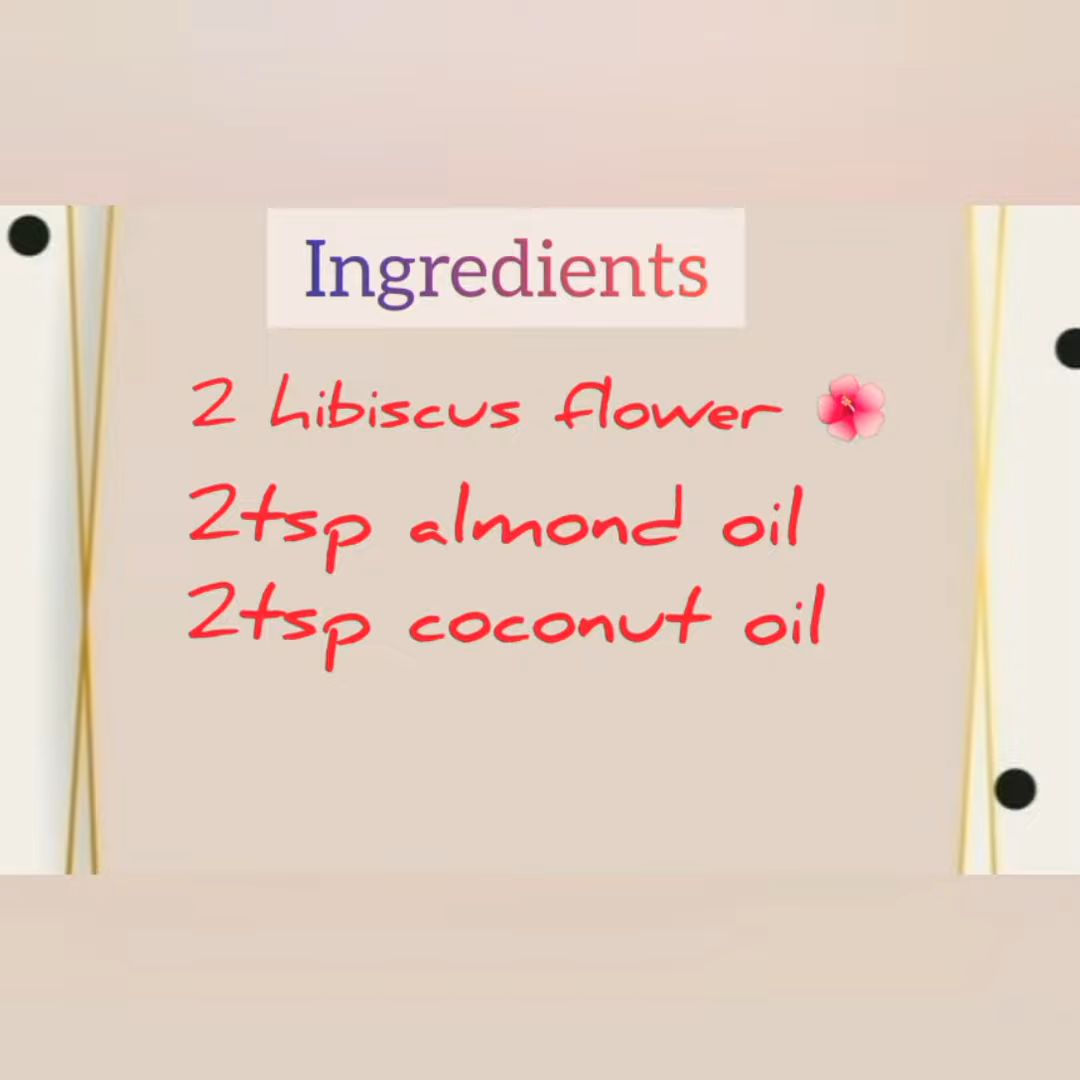 Ingredients
2 hibiscus flower 🌺
2tsp almond oil
2tsp coconut oil